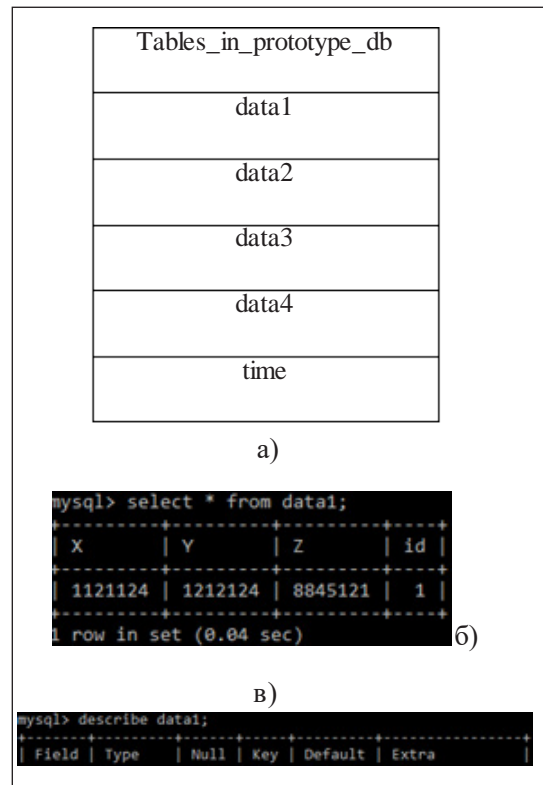 Tables_in_prototype_db
data1
data2
data3
data4
time
а)
mysql> select * from data1;
+---------+---------+---------+----+
| X | Y | Z | id |
+---------+---------+---------+----+
| 1121124 | 1212124 | 8845121 | 1 |
+---------+---------+---------+----+
1 row in set (0.04 sec)
б)
в)
mysql> describe data1;
+-------+---------+------+-----+---------+----------------+
| Field | Type | Null | Key | Default | Extra |